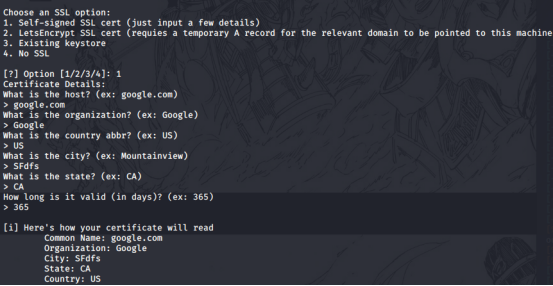 Choose an SSL option:
1. Self-signed SSL cert (just input a few details)
2. LetsEncrypt SSL cert (requies a temporary A record for the relevant domain to be pointed to this machine
3. Existing keystore
4. No SSL
[?] Option [1/2/3/4]: 1
Certificate Details:
What is the host? (ex: google.com)
> google.com
What is the organization? (ex: Google)
> Google
What is the country abbr? (ex: US)
> US
What is the city? (ex: Mountainview)
> SFdfs
What is the state? (ex: CA)
> CA
How long is it valid (in days)? (ex: 365)
> 365
[i] Here's how your certificate will read
Common Name: google.com
Organization: Google
City: SFdfs
State: CA
Country: US